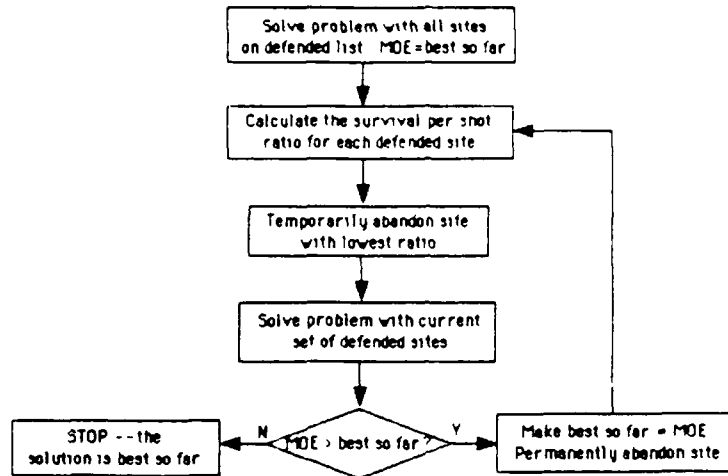 Solve problem with all sites
on defended list MOE=best so far
Calculate the survival per shot
ratio for each defended site
Temporarily abandon site
with lowest ratio
Solve problem with current
set of defended sites
N
MOE > best so far?
Y
STOP -- the
solution is best so far
Make best so far = MOE
Permanently abandon site